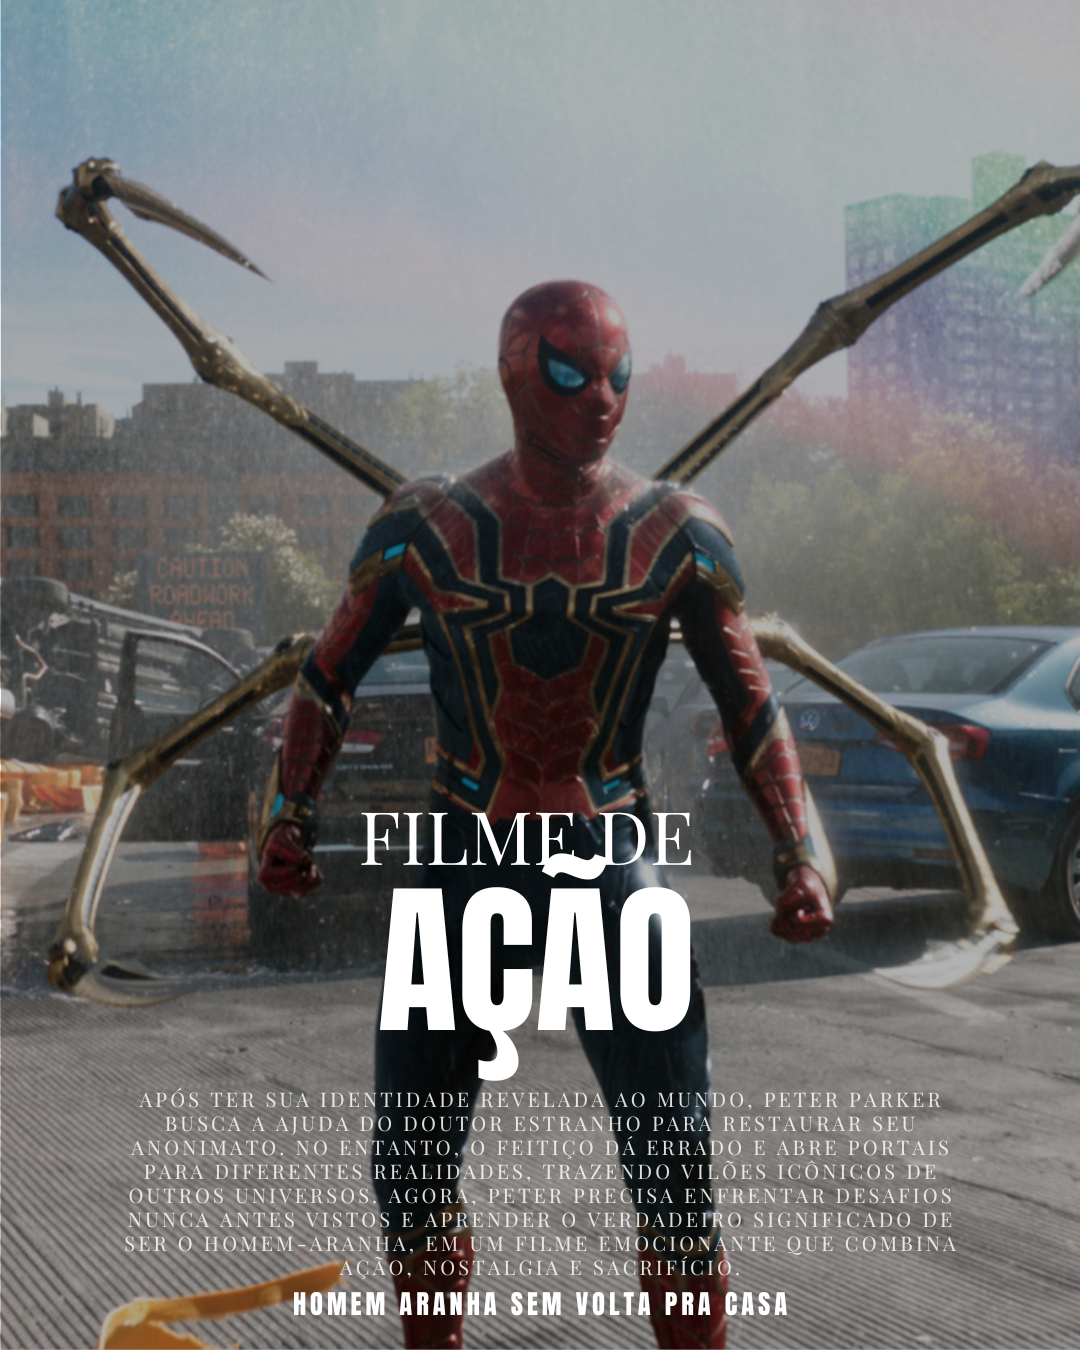 CAUTION
ROADWORK
AHEAD
FILME DE
AÇÃO
APÓS TER SUA IDENTIDADE REVELADA AO MUNDO, PETER PARKER
BUSCA A AJUDA DO DOUTOR ESTRANHO PARA RESTAURAR SEU
ANONIMATO. NO ENTANTO, O FEITIÇO DÁ ERRADO E ABRE PORTAIS
PARA DIFERENTES REALIDADES, TRAZENDO VILÕES ICÔNICOS DE
OUTROS UNIVERSOS. AGORA, PETER PRECISA ENFRENTAR DESAFIOS
NUNCA ANTES VISTOS E APRENDER O VERDADEIRO SIGNIFICADO DE
SER O HOMEM-ARANHA, EM UM FILME EMOCIONANTE QUE COMBINA
AÇÃO, NOSTALGIA E SACRIFÍCIO.
HOMEM ARANHA SEM VOLTA PRA CASA